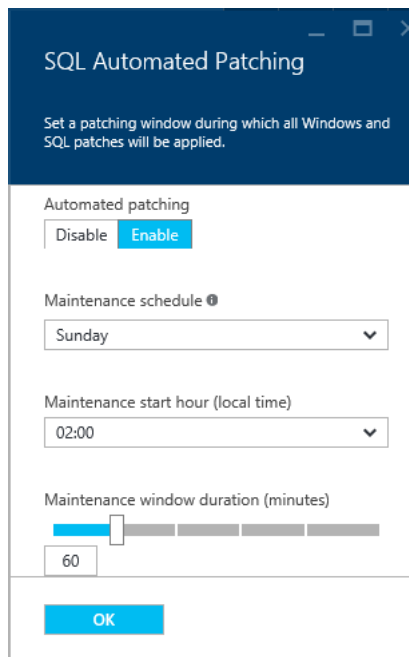 SQL Automated Patching
Set a patching window during which all Windows and
SQL patches will be applied.
Automated patching
Disable Enable
Maintenance schedule
Sunday
Maintenance start hour (local time)
02:00
Maintenance window duration (minutes)
60
OK